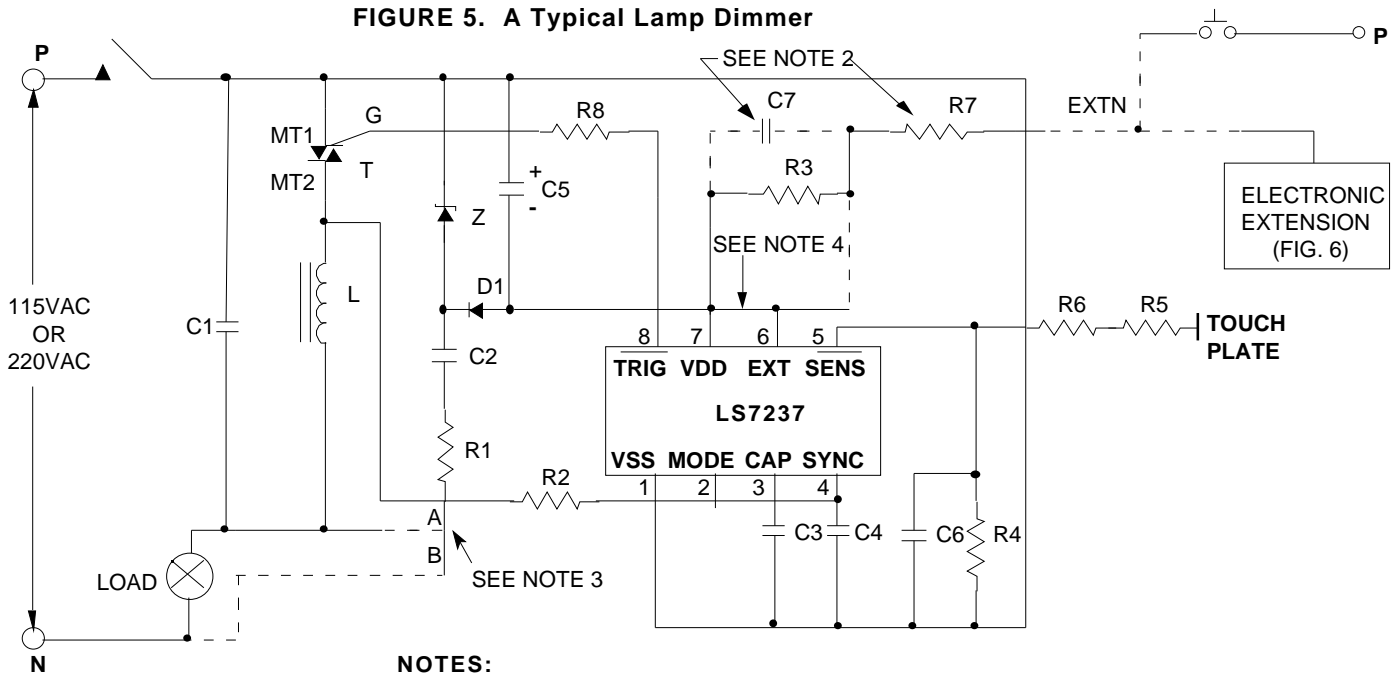 FIGURE 5. A Typical Lamp Dimmer
P
SEE NOTE 2
P
C7
R7
EXTN
R8
G
MT1
T
MT2
R3
+
C5
-
Z
SEE NOTE 4
ELECTRONIC
EXTENSION
(FIG. 6)
D1
L
115VAC
OR
220VAC
C1
C2
R6
R5
TOUCH
PLATE
8
7
6
5
TRIG VDD EXT SENS
LS7237
R1
VSS MODE CAP SYNC
1
2
3
4
R2
A
B
C3
C4
C6
R4
SEE NOTE 3
LOAD
N
NOTES: